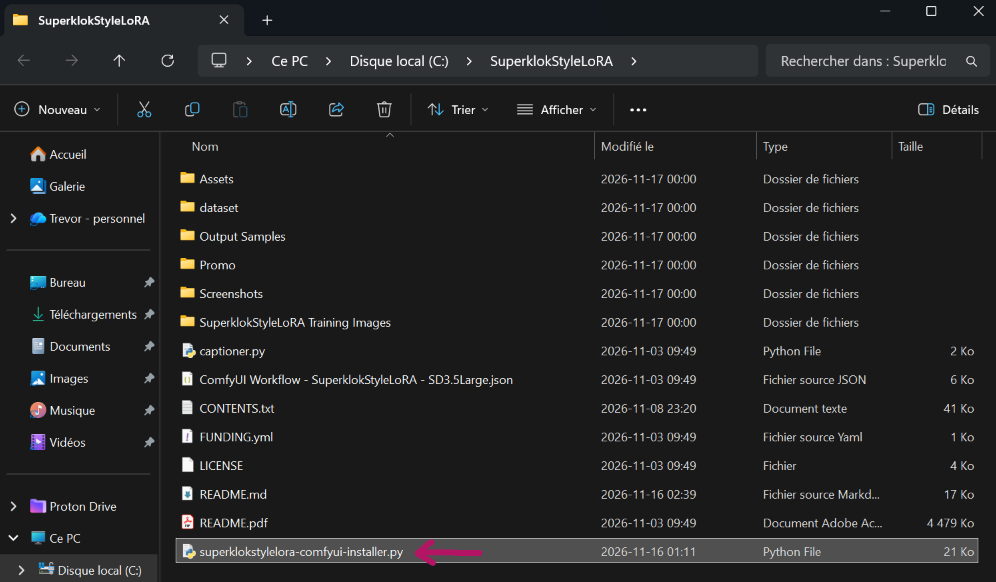 SuperklokStyleLoRA
Ce PC > Disque local (C:) > SuperklokStyleLoRA >
Rechercher dans : Superklo
Nouveau
Trier
Afficher
Détails
Nom Modifié le Type Taille
Accueil
Galerie
Trevor - personnel
Bureau
Téléchargements
Documents
Images
Musique
Vidéos
Proton Drive
Ce PC
Disque local (C:)
Assets 2026-11-17 00:00 Dossier de fichiers
dataset 2026-11-17 00:00 Dossier de fichiers
Output Samples 2026-11-17 00:00 Dossier de fichiers
Promo 2026-11-17 00:00 Dossier de fichiers
Screenshots 2026-11-17 00:00 Dossier de fichiers
SuperklokStyleLoRA Training Images 2026-11-17 00:00 Dossier de fichiers
captioner.py 2026-11-03 09:49 Python File 2 Ko
ComfyUI Workflow - SuperklokStyleLoRA - SD3.5Large.json 2026-11-03 09:49 Fichier source JSON 6 Ko
CONTENTS.txt 2026-11-08 23:20 Document texte 41 Ko
FUNDING.yml 2026-11-03 09:49 Fichier source Yaml 1 Ko
LICENSE 2026-11-03 09:49 Fichier 4 Ko
README.md 2026-11-16 02:39 Fichier source Markd... 17 Ko
README.pdf 2026-11-03 09:49 Document Adobe Ac... 4 479 Ko
superklokstylelora-comfyui-installer.py 2026-11-16 01:11 Python File 21 Ko